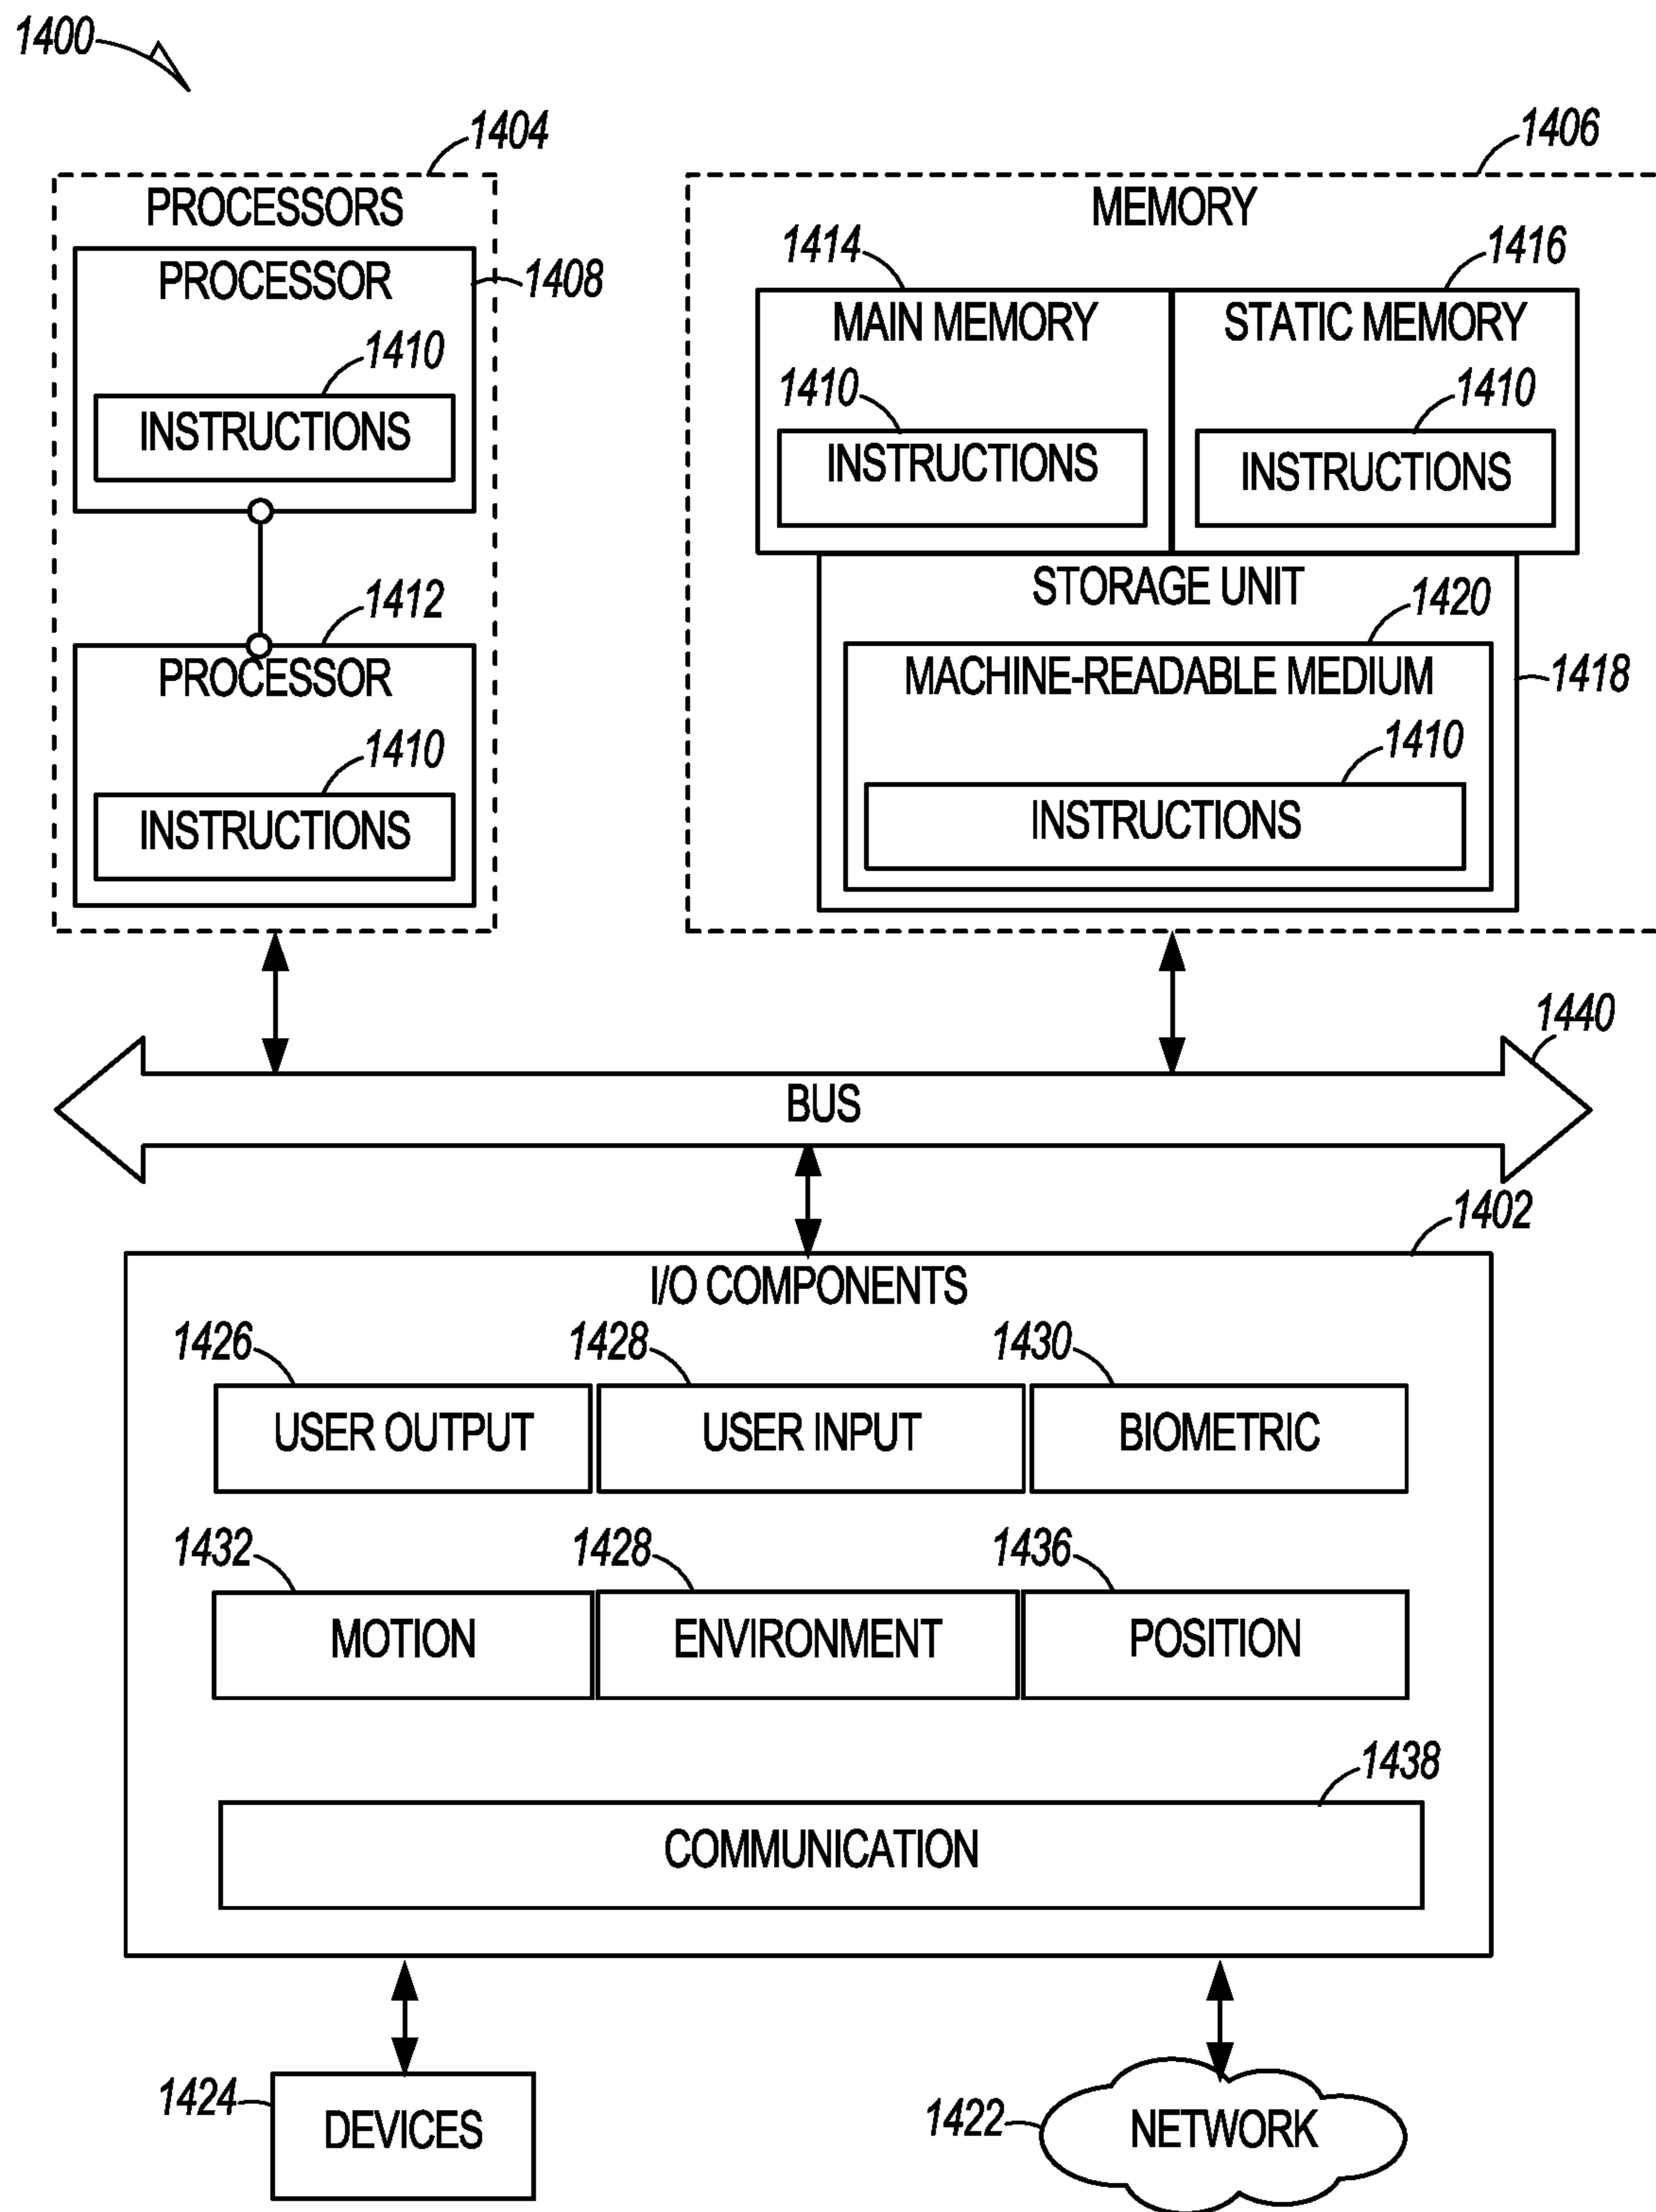 1400
1404
PROCESSORS
PROCESSOR
1408
1410
INSTRUCTIONS
1412
PROCESSOR
1410
INSTRUCTIONS
1406
MEMORY
1414
MAIN MEMORY
1410
INSTRUCTIONS
1416
STATIC MEMORY
1410
INSTRUCTIONS
STORAGE UNIT
1420
MACHINE-READABLE MEDIUM
1418
1410
INSTRUCTIONS
1440
BUS
1402
I/O COMPONENTS
1426
USER OUTPUT
1428
USER INPUT
1430
BIOMETRIC
1432
MOTION
1428
ENVIRONMENT
1436
POSITION
1438
COMMUNICATION
1424
DEVICES
1422
NETWORK